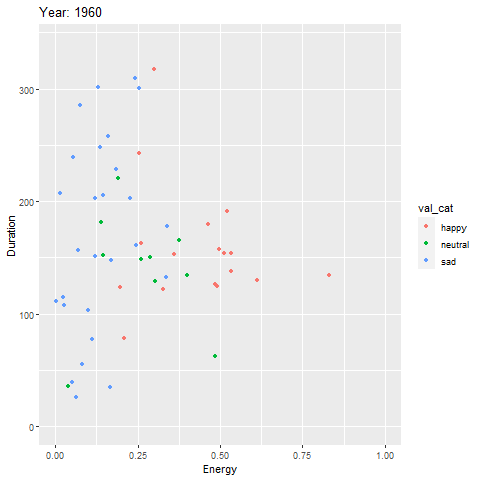 Year: 1960
300
200
100
0
Duration
0.00 0.25 0.50 0.75 1.00
Energy
val_cat
happy
neutral
sad